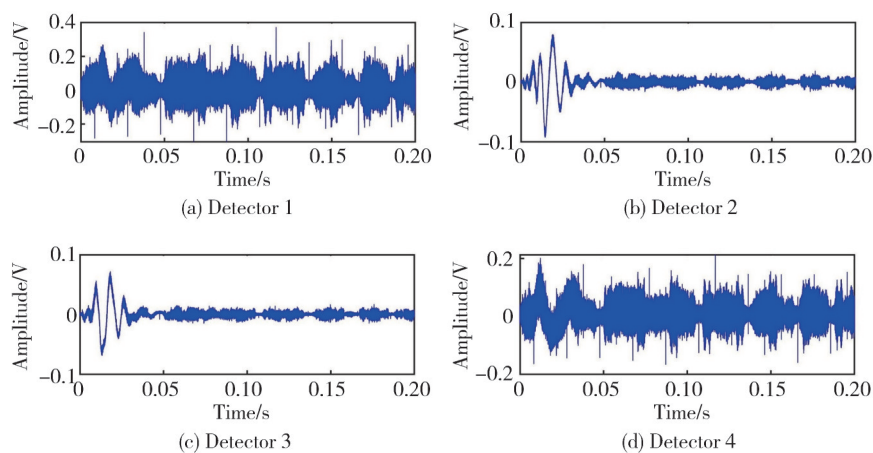 Amplitude/V
0.4
0.2
0
−0.2
0
0.05
0.10
0.15
0.20
Time/s
(a) Detector 1
Amplitude/V
0.1
0
−0.1
0
0.05
0.10
0.15
0.20
Time/s
(b) Detector 2
Amplitude/V
0.1
0
−0.1
0
0.05
0.10
0.15
0.20
Time/s
(c) Detector 3
Amplitude/V
0.2
0
−0.2
0
0.05
0.10
0.15
0.20
Time/s
(d) Detector 4